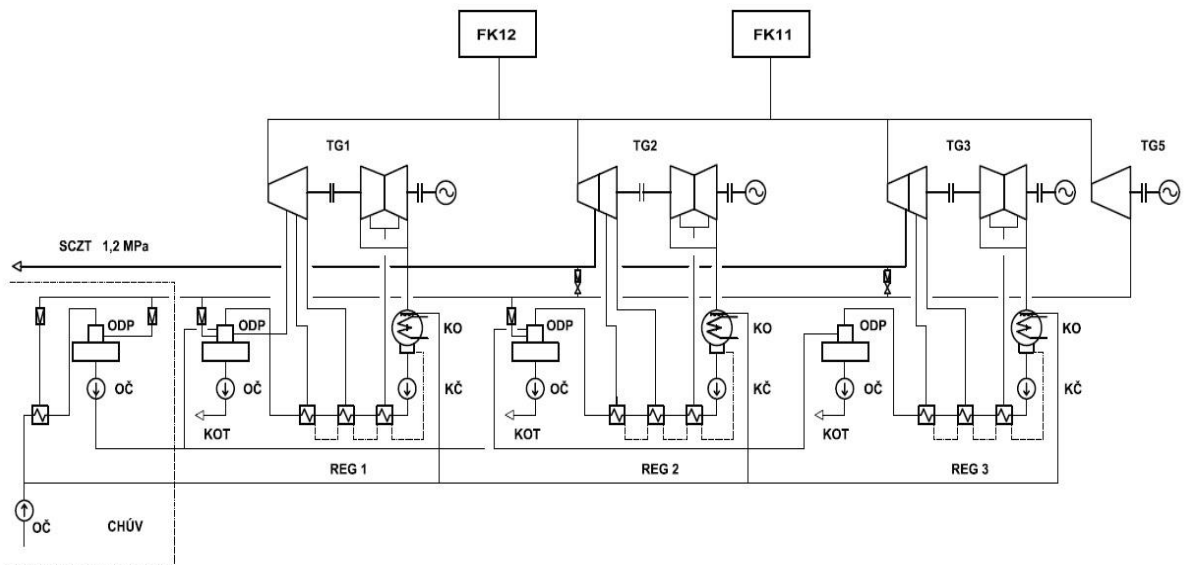 FK12
FK11
TG1
TG2
TG3
TG5
SCZT 1,2 MPa
ODP
ODP
KO
ODP
KO
ODP
KO
OČ
OČ
KČ
OČ
KČ
OČ
KČ
KOT
KOT
KOT
REG 1
REG 2
REG 3
OČ
CHÚV